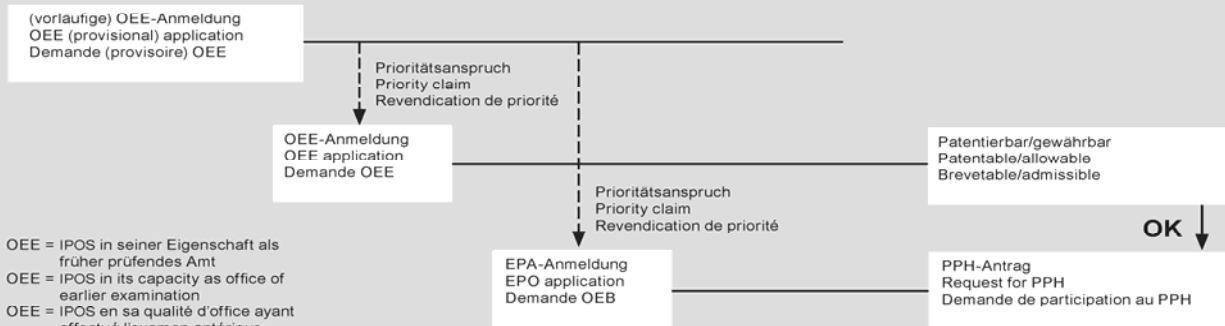 (vorläufige) OEE-Anmeldung
OEE (provisional) application
Demande (provisoire) OEE
Prioritätsanspruch
Priority claim
Revendication de priorité
OEE-Anmeldung
OEE application
Demande OEE
Patentierbar/gewährbar
Patentable/allowable
Brevetable/admissible
Prioritätsanspruch
Priority claim
Revendication de priorité
OK
OEE = IPOS in seiner Eigenschaft als
früher prüfendes Amt
OEE = IPOS in its capacity as office of
earlier examination
OEE = IPOS en sa qualité d'office ayant
effectué l'examen antérieur
EPA-Anmeldung
EPO application
Demande OEB
PPH-Antrag
Request for PPH
Demande de participation au PPH